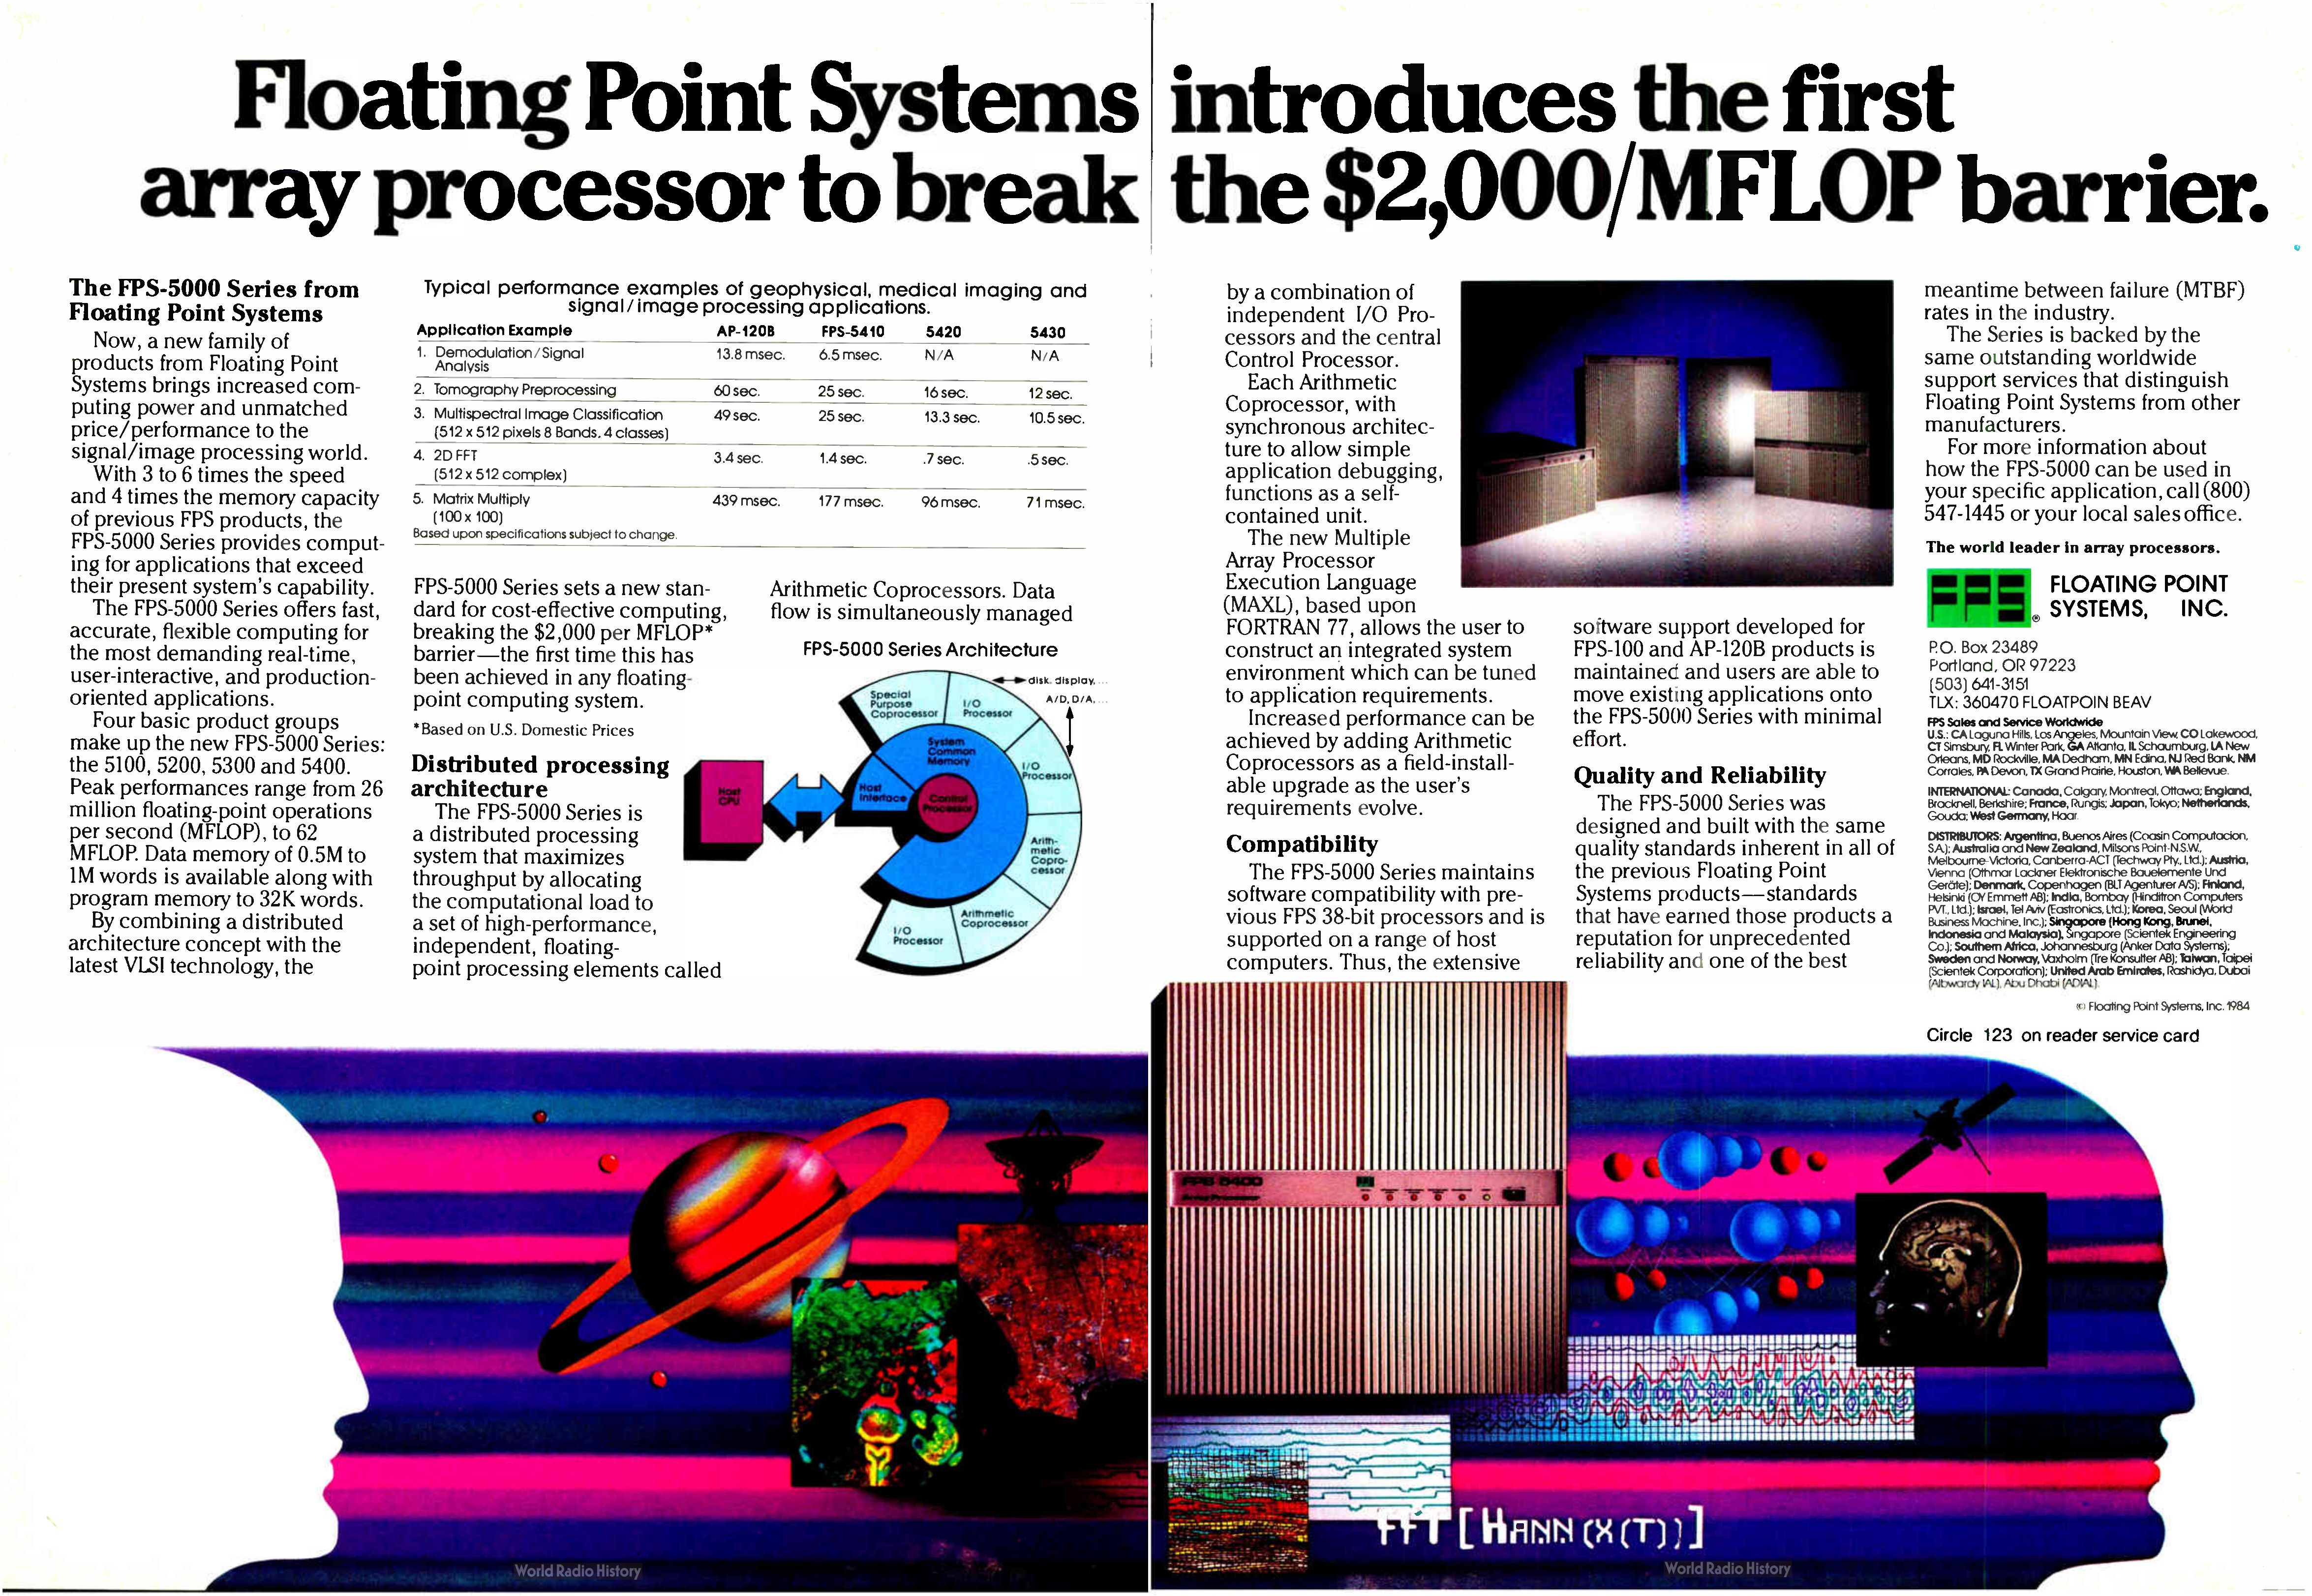 Floating Point Systems introduces the first
array processor to break the $2,000/MFLOP barrier.
The FPS-5000 Series from
Floating Point Systems
Now, a new family of
products from Floating Point
Systems brings increased com-
puting power and unmatched
price/performance to the
signal/image processing world.
With 3 to 6 times the speed
and 4 times the memory capacity
of previous FPS products, the
FPS-5000 Series provides comput-
ing for applications that exceed
their present system's capability.
The FPS-5000 Series offers fast,
accurate, flexible computing for
the most demanding real-time,
user-interactive, and production-
oriented applications.
Four basic product groups
make up the new FPS-5000 Series:
the 5100, 5200, 5300 and 5400.
Peak performances range from 26
million floating-point operations
per second (MFLOP), to 62
MFLOP. Data memory of 0.5M to
1M words is available along with
program memory to 32K words.
By combining a distributed
architecture concept with the
latest VLSI technology, the
Typical performance examples of geophysical, medical imaging and
signal/image processing applications.
Application Example AP-120B FPS-5410 5420 5430
1. Demodulation/Signal 13.8 msec. 6.5 msec. N/A N/A
Analysis
2. Tomography Preprocessing 60 sec. 25 sec. 16 sec. 12 sec.
3. Multispectral Image Classification 49 sec. 25 sec. 13.3 sec. 10.5 sec.
(512 x 512 pixels 8 Bands, 4 classes)
4. 2D FFT 3.4 sec. 1.4 sec. .7 sec. .5 sec.
(512 x 512 complex)
5. Matrix Multiply 439 msec. 177 msec. 96 msec. 71 msec.
(100 x 100)
Based upon specifications subject to change.
FPS-5000 Series sets a new stan-
dard for cost-effective computing,
breaking the $2,000 per MFLOP*
barrier—the first time this has
been achieved in any floating-
point computing system.
*Based on U.S. Domestic Prices
Distributed processing
architecture
The FPS-5000 Series is
a distributed processing
system that maximizes
throughput by allocating
the computational load to
a set of high-performance,
independent, floating-
point processing elements called
Arithmetic Coprocessors. Data
flow is simultaneously managed
FPS-5000 Series Architecture
disk, display, ...
A/D, D/A, ...
Special
Purpose
Coprocessor
I/O
Processor
System
Common
Memory
I/O
Processor
Host
CPU
Host
Interface
Control
Processor
Arith-
metic
Copro-
cessor
Arithmetic
Coprocessor
I/O
Processor
by a combination of
independent I/O Pro-
cessors and the central
Control Processor.
Each Arithmetic
Coprocessor, with
synchronous architec-
ture to allow simple
application debugging,
functions as a self-
contained unit.
The new Multiple
Array Processor
Execution Language
(MAXL), based upon
FORTRAN 77, allows the user to
construct an integrated system
environment which can be tuned
to application requirements.
Increased performance can be
achieved by adding Arithmetic
Coprocessors as a field-install-
able upgrade as the user's
requirements evolve.
Compatibility
The FPS-5000 Series maintains
software compatibility with pre-
vious FPS 38-bit processors and is
supported on a range of host
computers. Thus, the extensive
software support developed for
FPS-100 and AP-120B products is
maintained and users are able to
move existing applications onto
the FPS-5000 Series with minimal
effort.
Quality and Reliability
The FPS-5000 Series was
designed and built with the same
quality standards inherent in all of
the previous Floating Point
Systems products—standards
that have earned those products a
reputation for unprecedented
reliability and one of the best
meantime between failure (MTBF)
rates in the industry.
The Series is backed by the
same outstanding worldwide
support services that distinguish
Floating Point Systems from other
manufacturers.
For more information about
how the FPS-5000 can be used in
your specific application, call (800)
547-1445 or your local sales office.
The world leader in array processors.
FPS ® FLOATING POINT
SYSTEMS, INC.
P.O. Box 23489
Portland, OR 97223
(503) 641-3151
TLX: 360470 FLOATPOIN BEAV
FPS Sales and Service Worldwide
U.S.: CA Laguna Hills, Los Angeles, Mountain View, CO Lakewood,
CT Simsbury, FL Winter Park, GA Atlanta, IL Schaumburg, LA New
Orleans, MD Rockville, MA Dedham, MN Edina, NJ Red Bank, NM
Corrales, PA Devon, TX Grand Prairie, Houston, WA Bellevue.
INTERNATIONAL: Canada, Calgary, Montreal, Ottawa; England,
Bracknell, Berkshire; France, Rungis; Japan, Tokyo; Netherlands,
Gouda; West Germany, Haar.
DISTRIBUTORS: Argentina, Buenos Aires (Coasin Computacion,
S.A.); Australia and New Zealand, Milsons Point-N.S.W.,
Melbourne-Victoria, Canberra-ACT (Techway Pty., Ltd.); Austria,
Vienna (Othmar Lackner Elektronische Bauelemente Und
Geräte); Denmark, Copenhagen (BLT Agenturer A/S); Finland,
Helsinki (OY Emmett AB); India, Bombay (Hinditron Computers
PVT., Ltd.); Israel, Tel Aviv (Eastronics, Ltd.); Korea, Seoul (World
Business Machine, Inc.); Singapore (Hong Kong, Brunei,
Indonesia and Malaysia), Singapore (Scientek Engineering
Co.); Southern Africa, Johannesburg (Anker Data Systems);
Sweden and Norway, Vaxholm (Tre Konsulter AB); Taiwan, Taipei
(Scientek Corporation); United Arab Emirates, Rashidya, Dubai
(Albwardy IAL), Abu Dhabi (ADIAL).
© Floating Point Systems, Inc. 1984
Circle 123 on reader service card
FPS 5400
Array Processor
FFT [HANN (X(T))]
World Radio History
World Radio History